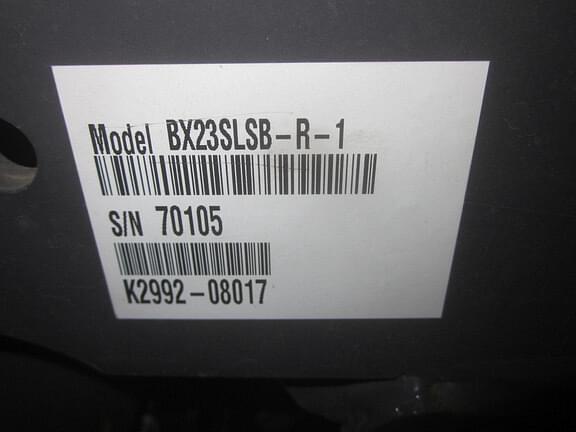 Model BX23SLSB-R-1
S/N 70105
K2992-08017